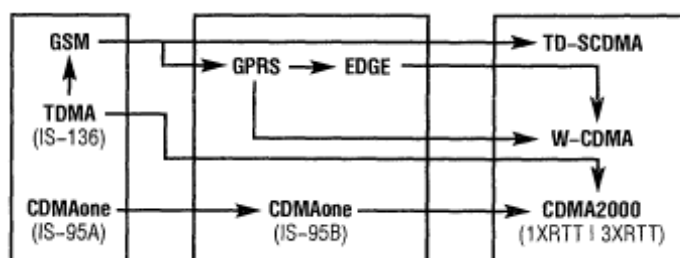 GSM
TD-SCDMA
GPRS
EDGE
TDMA
(IS-136)
W-CDMA
CDMAone
(IS-95A)
CDMAone
(IS-95B)
CDMA2000
(1XRTT | 3XRTT)